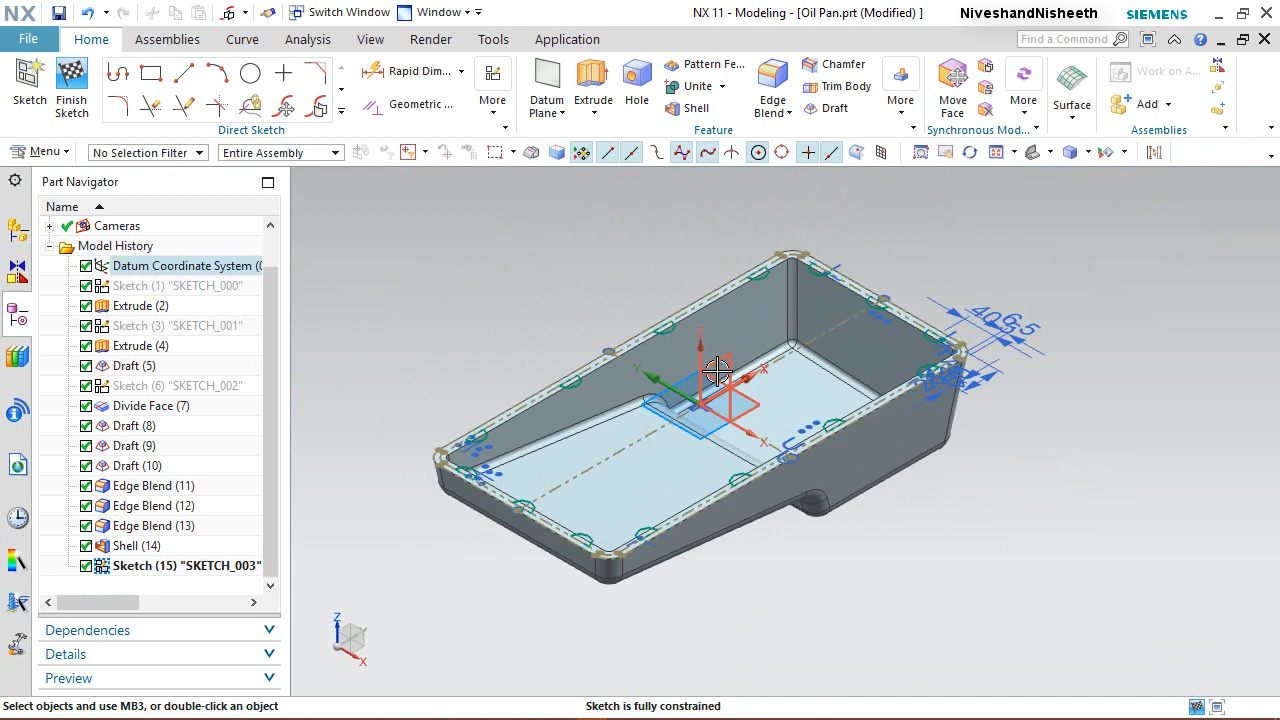 NX
Switch Window
Window
NX 11 - Modeling - [Oil Pan.prt (Modified) ]
NiveshandNisheeth
SIEMENS
File
Home
Assemblies
Curve
Analysis
View
Render
Tools
Application
Find a Command
Sketch
Finish
Sketch
Rapid Dim...
Geometric ...
More
Direct Sketch
Datum
Plane
Extrude
Hole
Pattern Fe...
Unite
Shell
Edge
Blend
Chamfer
Trim Body
Draft
More
Feature
Move
Face
More
Synchronous Mod...
Surface
Work on A...
Add
Assemblies
Menu
No Selection Filter
Entire Assembly
Part Navigator
Name
Cameras
Model History
Datum Coordinate System (0
Sketch (1) "SKETCH_000"
Extrude (2)
Sketch (3) "SKETCH_001"
Extrude (4)
Draft (5)
Sketch (6) "SKETCH_002"
Divide Face (7)
Draft (8)
Draft (9)
Draft (10)
Edge Blend (11)
Edge Blend (12)
Edge Blend (13)
Shell (14)
Sketch (15) "SKETCH_003"
Dependencies
Details
Preview
Z
Y
X
X
Z
Y
X
Select objects and use MB3, or double-click an object
Sketch is fully constrained